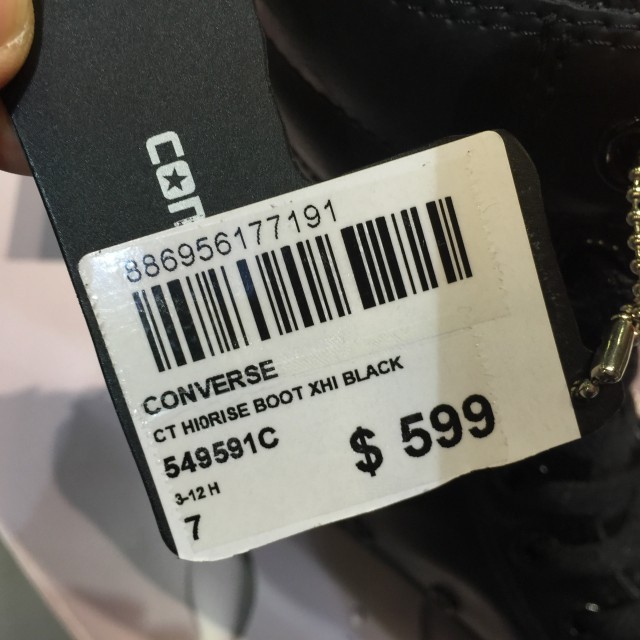 886956177191
CONVERSE
CT HI0RISE BOOT XHI BLACK
549591C
$ 599
3-12 H
7